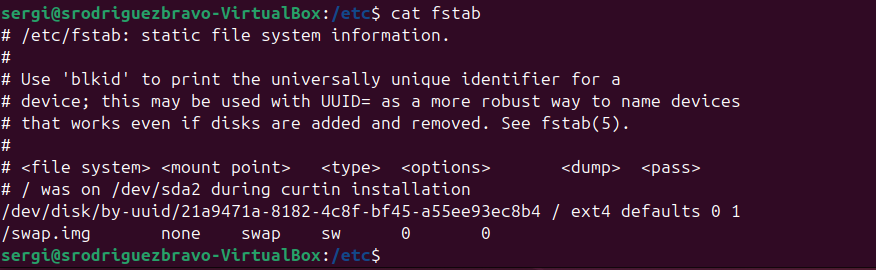 sergi@srodriguezbravo-VirtualBox:/etc$ cat fstab
# /etc/fstab: static file system information.
#
# Use 'blkid' to print the universally unique identifier for a
# device; this may be used with UUID= as a more robust way to name devices
# that works even if disks are added and removed. See fstab(5).
#
# <file system> <mount point>   <type>  <options>       <dump>  <pass>
# / was on /dev/sda2 during curtin installation
/dev/disk/by-uuid/21a9471a-8182-4c8f-bf45-a55ee93ec8b4 / ext4 defaults 0 1
/swap.img       none    swap    sw      0       0
sergi@srodriguezbravo-VirtualBox:/etc$